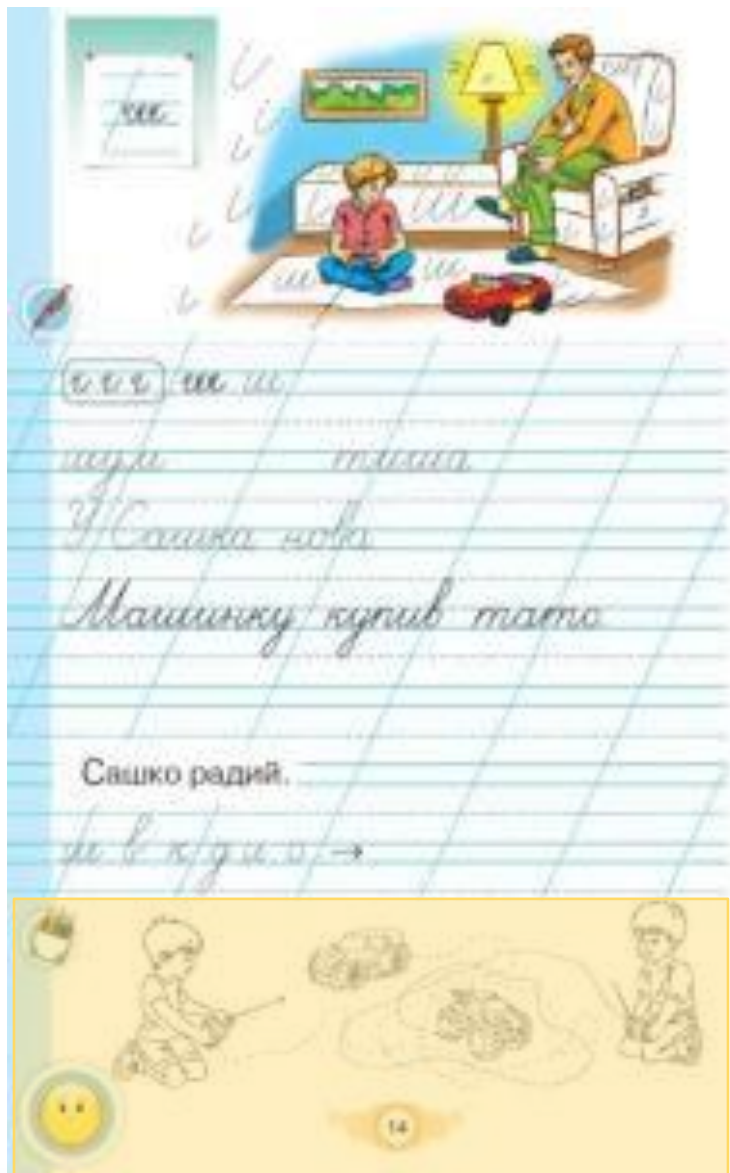 ш
ш ш
ш ш
шум тиша
У Сашка нова
Машинку купив тато.
Сашко радий.
→
14